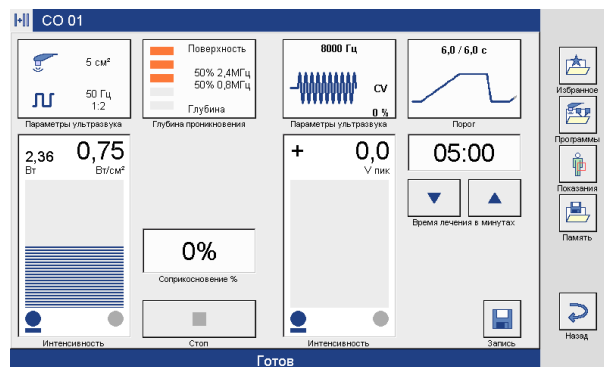 CO 01
5 см²
50 Гц
1:2
Параметры ультразвука
Поверхность
50% 2,4МГц
50% 0,8МГц
Глубина
Глубина проникновения
8000 Гц
CV
0 %
Параметры ультразвука
6,0 / 6,0 с
Порог
2,36
Вт
0,75
Вт/см²
Интенсивность
0%
Соприкосновение %
Стоп
+
0,0
V пик
Интенсивность
05:00
Время лечения в минутах
Запись
Избранное
Программы
Показания
Память
Назад
Готов